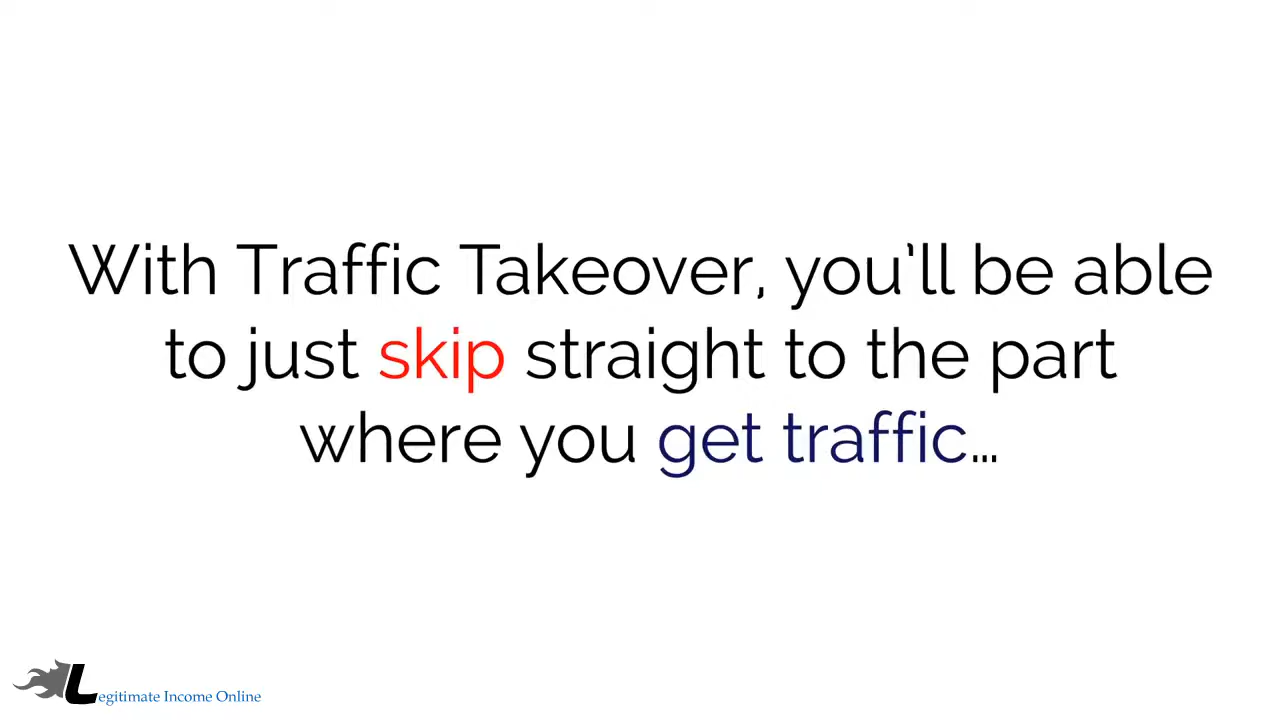 With Traffic Takeover, you'll be able
to just skip straight to the part
where you get traffic...
Legitimate Income Online